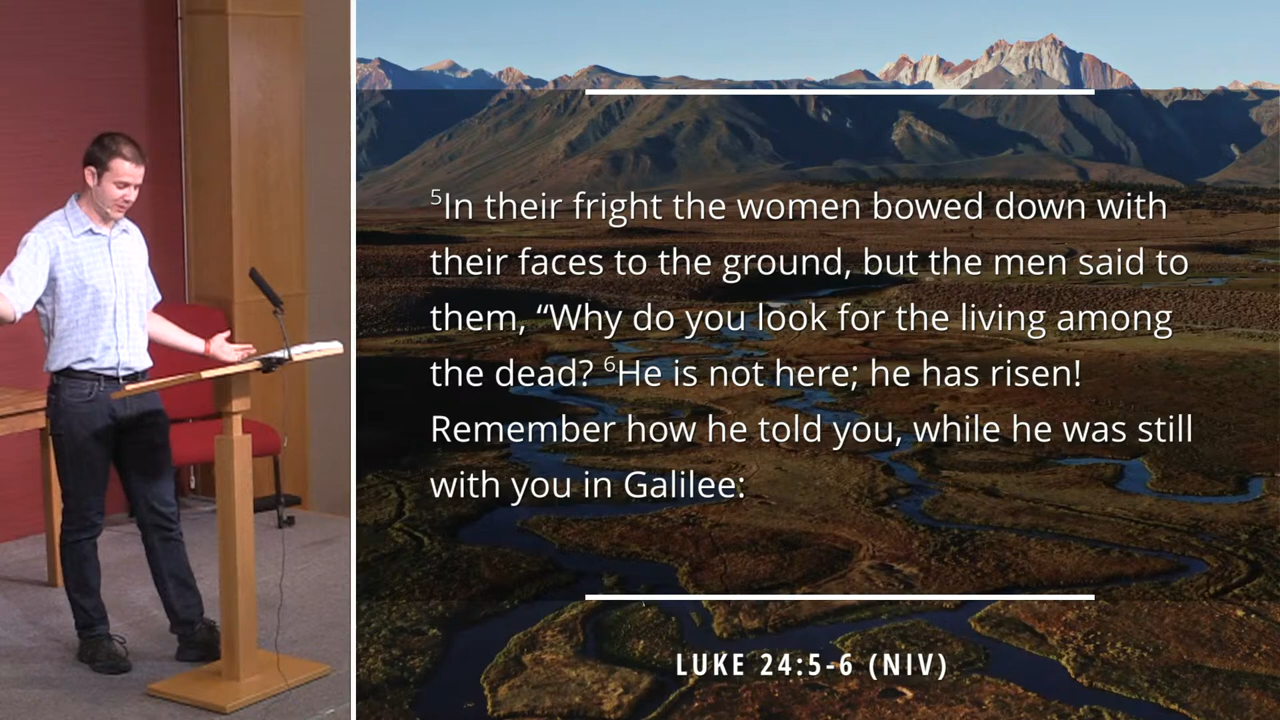 5In their fright the women bowed down with
their faces to the ground, but the men said to
them, “Why do you look for the living among
the dead? 6He is not here; he has risen!
Remember how he told you, while he was still
with you in Galilee:
LUKE 24:5-6 (NIV)